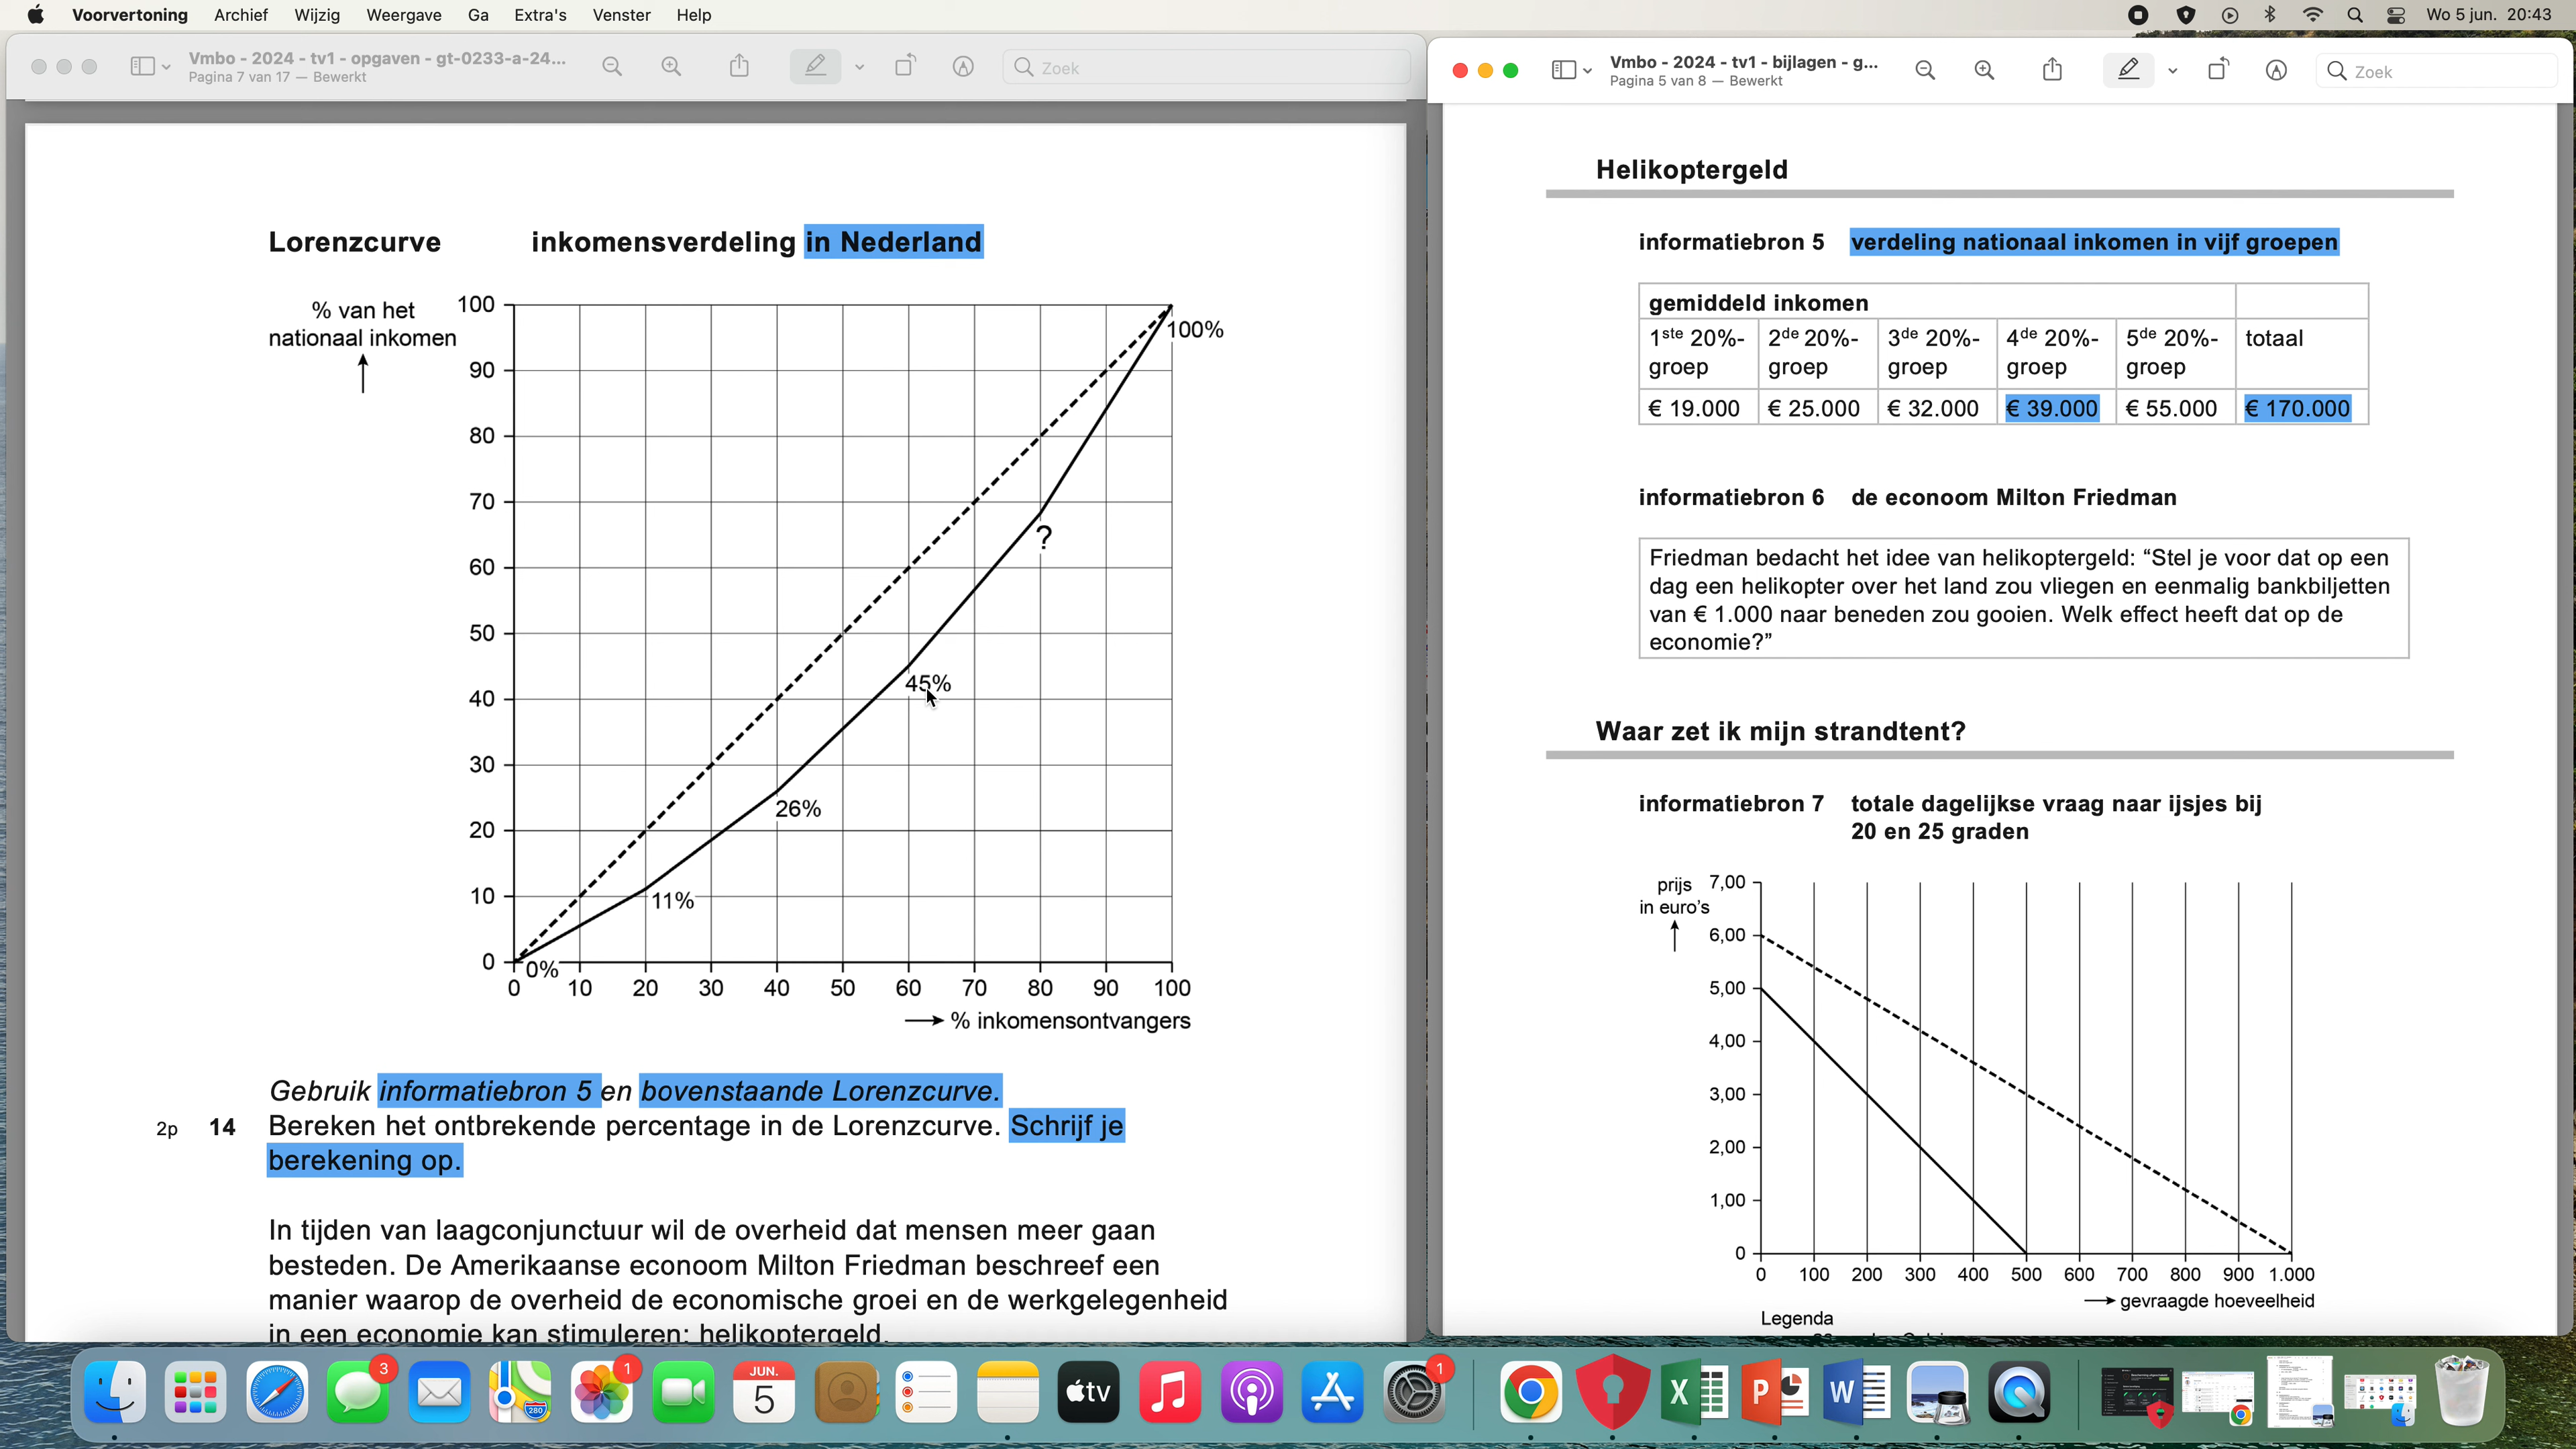 Voorvertoning Archief Wijzig Weergave Ga Extra's Venster Help Wo 5 jun. 20:43
Vmbo - 2024 - tv1 - opgaven - gt-0233-a-24...
Pagina 7 van 17 — Bewerkt
Zoek
Lorenzcurve inkomensverdeling in Nederland
% van het
nationaal inkomen
100
90
80
70
60
50
40
30
20
10
0
100%
?
45%
26%
11%
0%
0 10 20 30 40 50 60 70 80 90 100
% inkomensontvangers
Gebruik informatiebron 5 en bovenstaande Lorenzcurve.
2p 14 Bereken het ontbrekende percentage in de Lorenzcurve. Schrijf je
berekening op.
In tijden van laagconjunctuur wil de overheid dat mensen meer gaan
besteden. De Amerikaanse econoom Milton Friedman beschreef een
manier waarop de overheid de economische groei en de werkgelegenheid
in een economie kan stimuleren: helikoptergeld.
Vmbo - 2024 - tv1 - bijlagen - g...
Pagina 5 van 8 — Bewerkt
Zoek
Helikoptergeld
informatiebron 5 verdeling nationaal inkomen in vijf groepen
gemiddeld inkomen
1ste 20%- 2de 20%- 3de 20%- 4de 20%- 5de 20%- totaal
groep groep groep groep groep
€ 19.000 € 25.000 € 32.000 € 39.000 € 55.000 € 170.000
informatiebron 6 de econoom Milton Friedman
Friedman bedacht het idee van helikoptergeld: “Stel je voor dat op een
dag een helikopter over het land zou vliegen en eenmalig bankbiljetten
van € 1.000 naar beneden zou gooien. Welk effect heeft dat op de
economie?”
Waar zet ik mijn strandtent?
informatiebron 7 totale dagelijkse vraag naar ijsjes bij
20 en 25 graden
prijs
in euro's
7,00
6,00
5,00
4,00
3,00
2,00
1,00
0
0 100 200 300 400 500 600 700 800 900 1.000
gevraagde hoeveelheid
Legenda
3
280
1
JUN.
5
tv
1
X
P
W